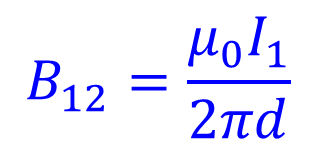 B₁₂ = μ₀I₁ / 2πd